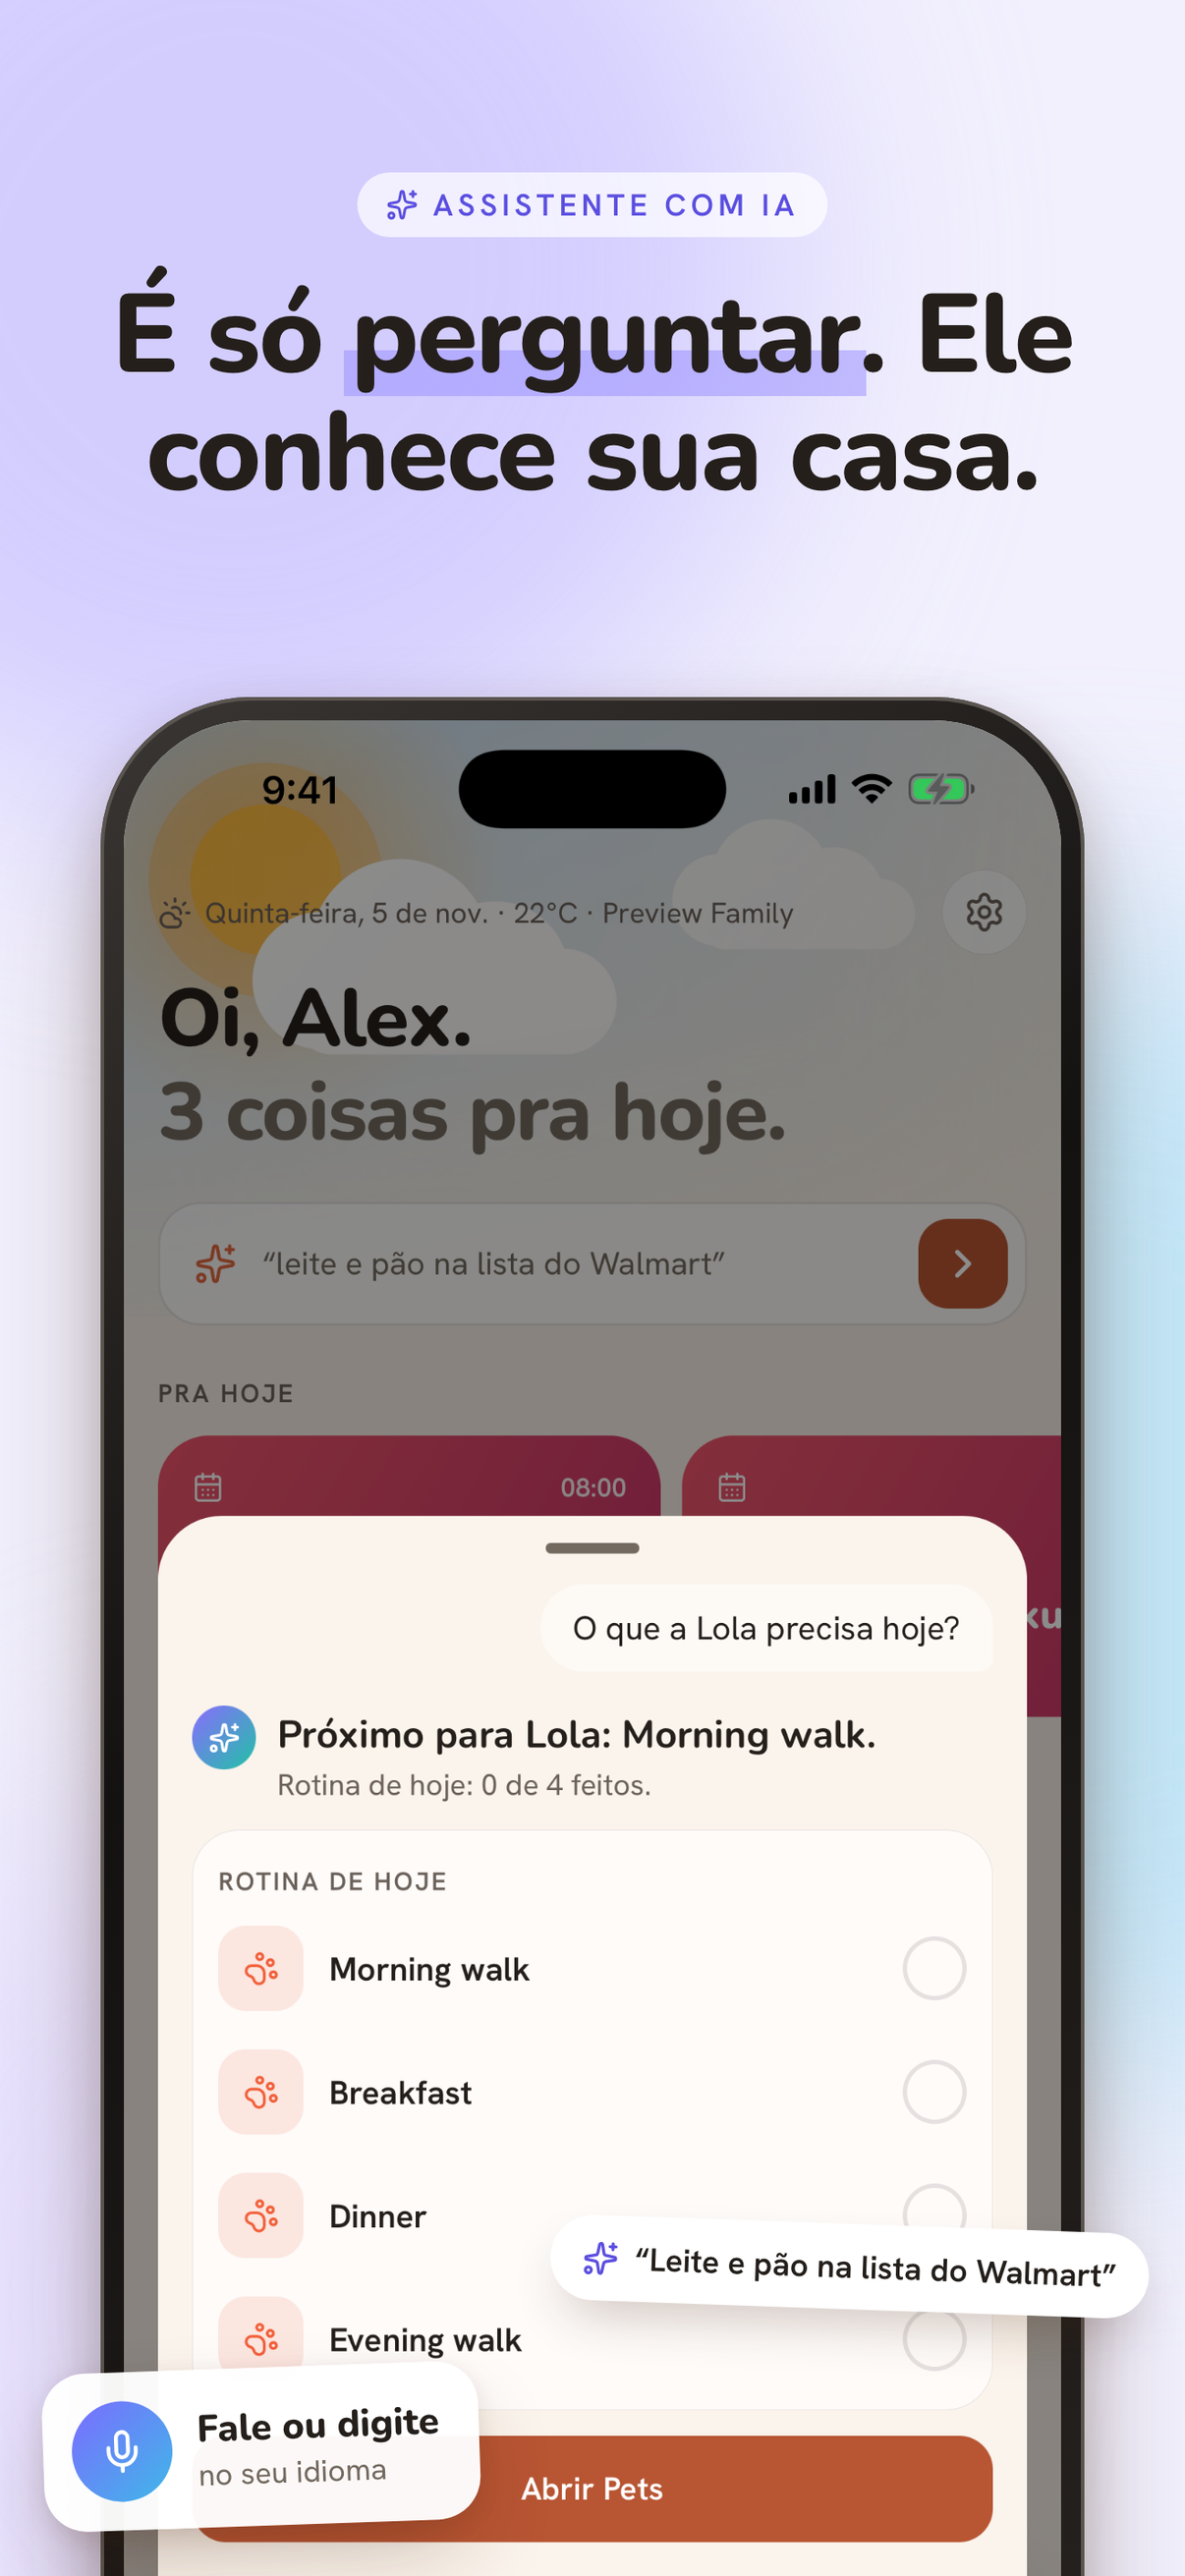 ASSISTENTE COM IA
É só perguntar. Ele
conhece sua casa.
9:41
Quinta-feira, 5 de nov. · 22°C · Preview Family
Oi, Alex.
3 coisas pra hoje.
“leite e pão na lista do Walmart”
PRA HOJE
08:00
O que a Lola precisa hoje?
Próximo para Lola: Morning walk.
Rotina de hoje: 0 de 4 feitos.
ROTINA DE HOJE
Morning walk
Breakfast
Dinner
“Leite e pão na lista do Walmart”
Evening walk
Fale ou digite
no seu idioma
Abrir Pets